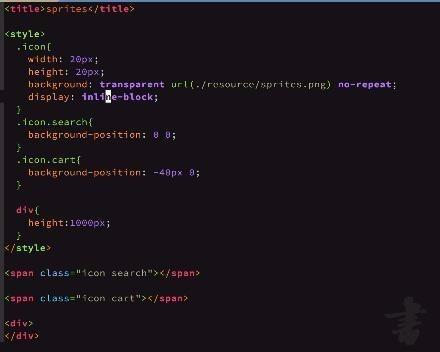 <title>sprites</title>
<style>
.icon{
width: 20px;
height: 20px;
background: transparent url(./resource/sprites.png) no-repeat;
display: inline-block;
}
.icon.search{
background-position: 0 0;
}
.icon.cart{
background-position: -40px 0;
}
div{
height:1000px;
}
</style>
<span class="icon search"></span>
<span class="icon cart"></span>
<div>
</div>
書